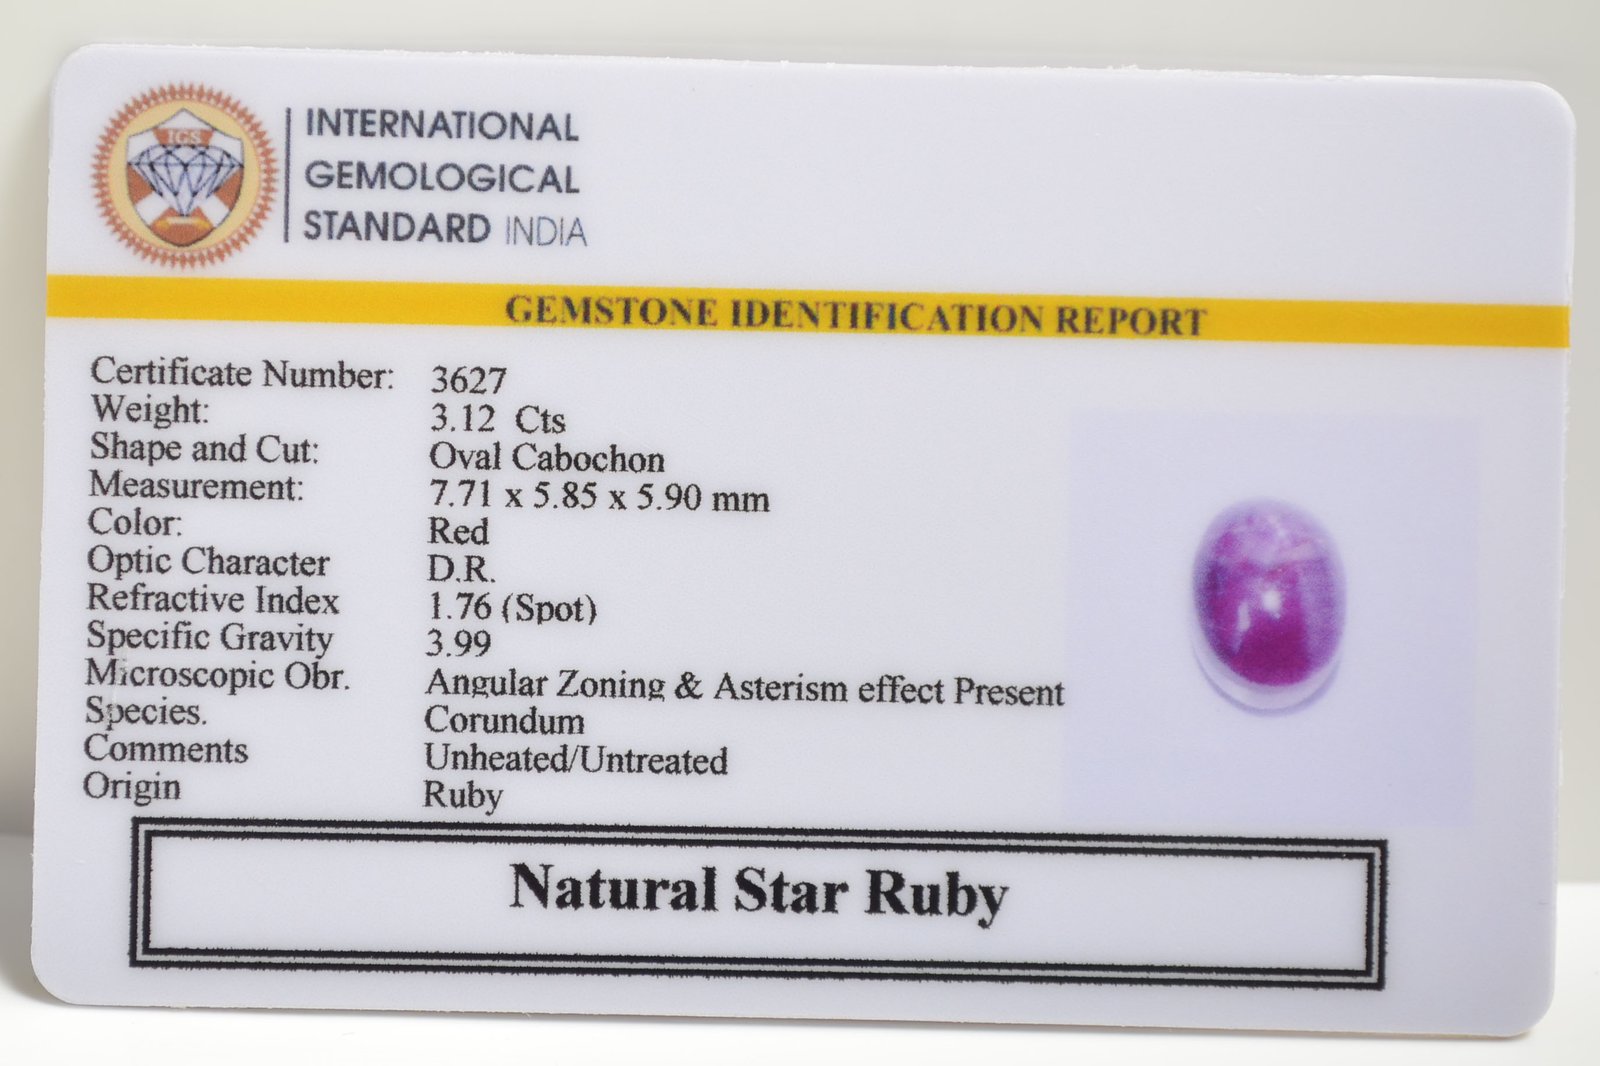 IGS
INTERNATIONAL
GEMOLOGICAL
STANDARD INDIA
GEMSTONE IDENTIFICATION REPORT
Certificate Number: 3627
Weight: 3.12 Cts
Shape and Cut: Oval Cabochon
Measurement: 7.71 x 5.85 x 5.90 mm
Color: Red
Optic Character D.R.
Refractive Index 1.76 (Spot)
Specific Gravity 3.99
Microscopic Obr. Angular Zoning & Asterism effect Present
Species. Corundum
Comments Unheated/Untreated
Origin Ruby
Natural Star Ruby